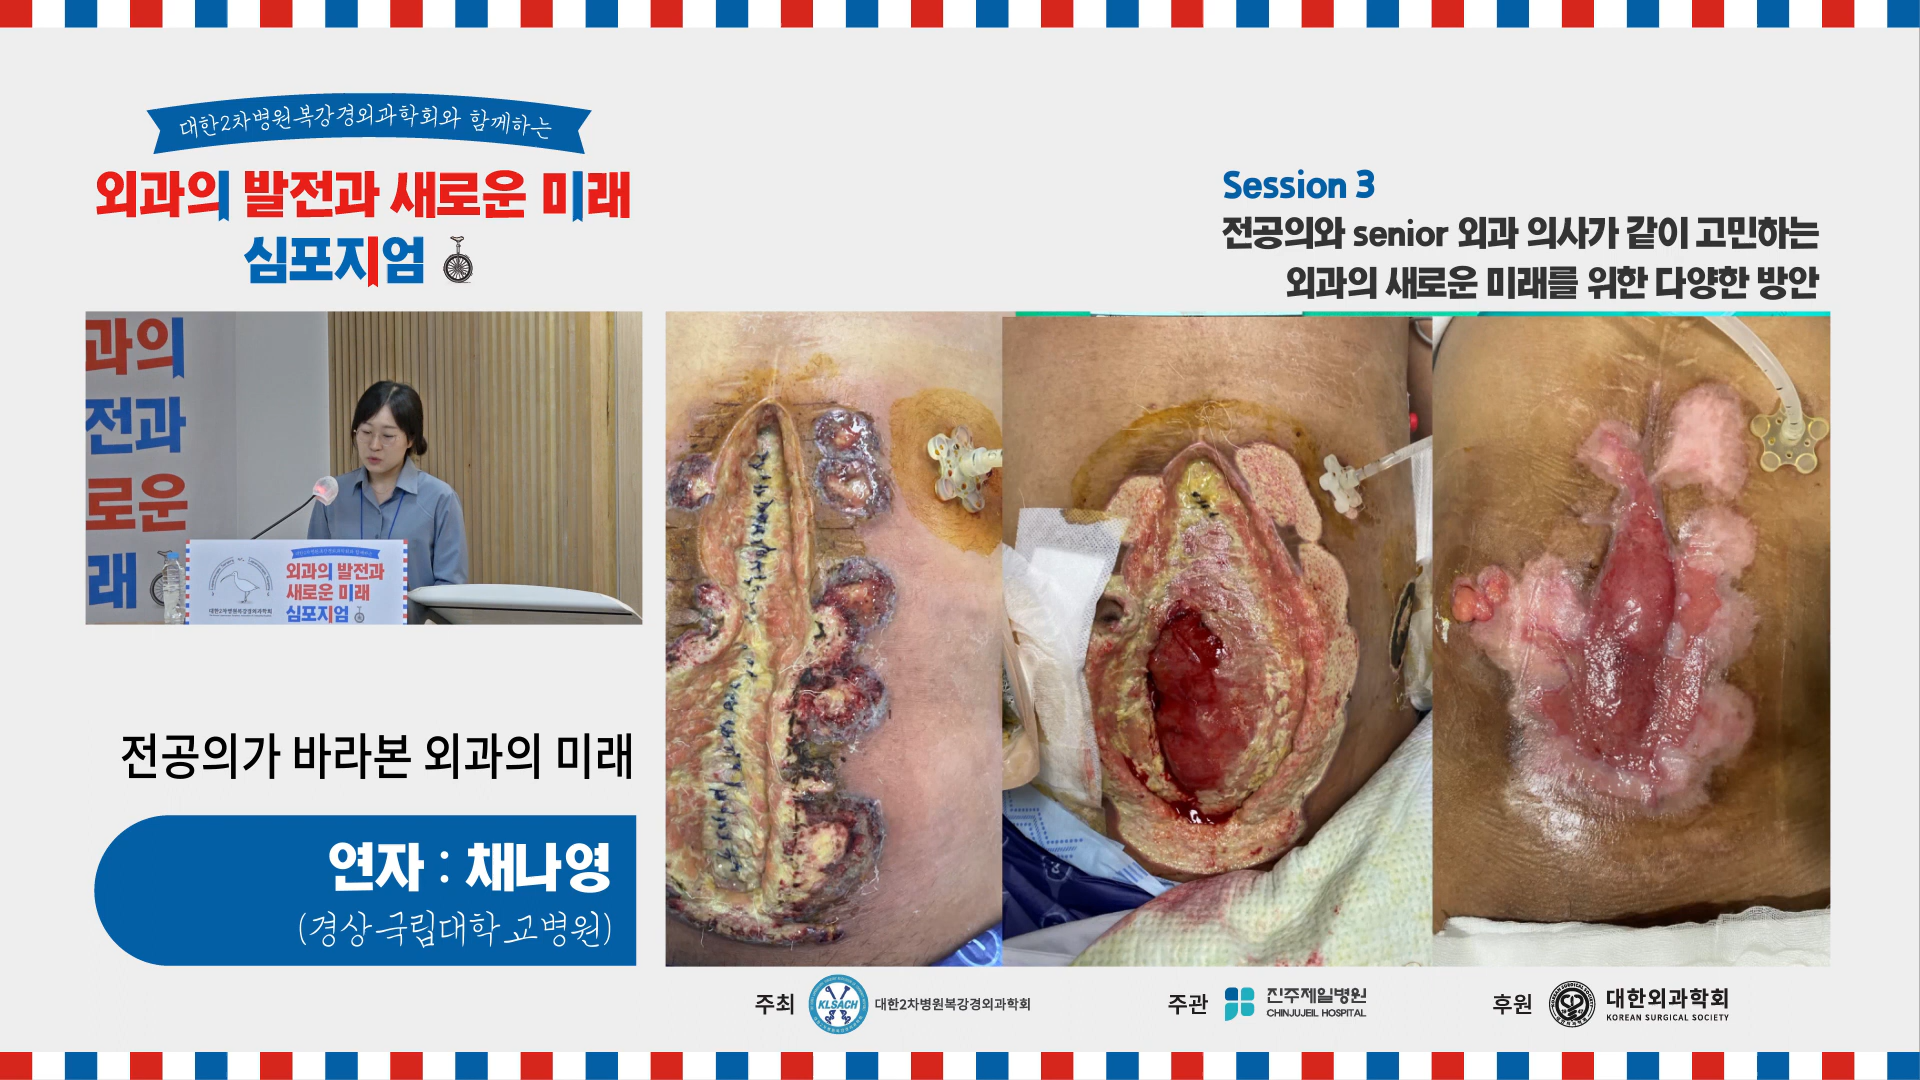 대한2차병원복강경외과학회와 함께하는
외과의 발전과 새로운 미래
심포지엄
Session 3
전공의와 senior 외과 의사가 같이 고민하는
외과의 새로운 미래를 위한 다양한 방안
과의
전과
로운
래
외과의 발전과
새로운 미래
심포지엄
대한2차병원복강경외과학회
전공의가 바라본 외과의 미래
연자 : 채나영
(경상국립대학교병원)
주최
KLSACH
대한2차병원복강경외과학회
주관
진주제일병원
CHINJUJEIL HOSPITAL
후원
대한외과학회
KOREAN SURGICAL SOCIETY